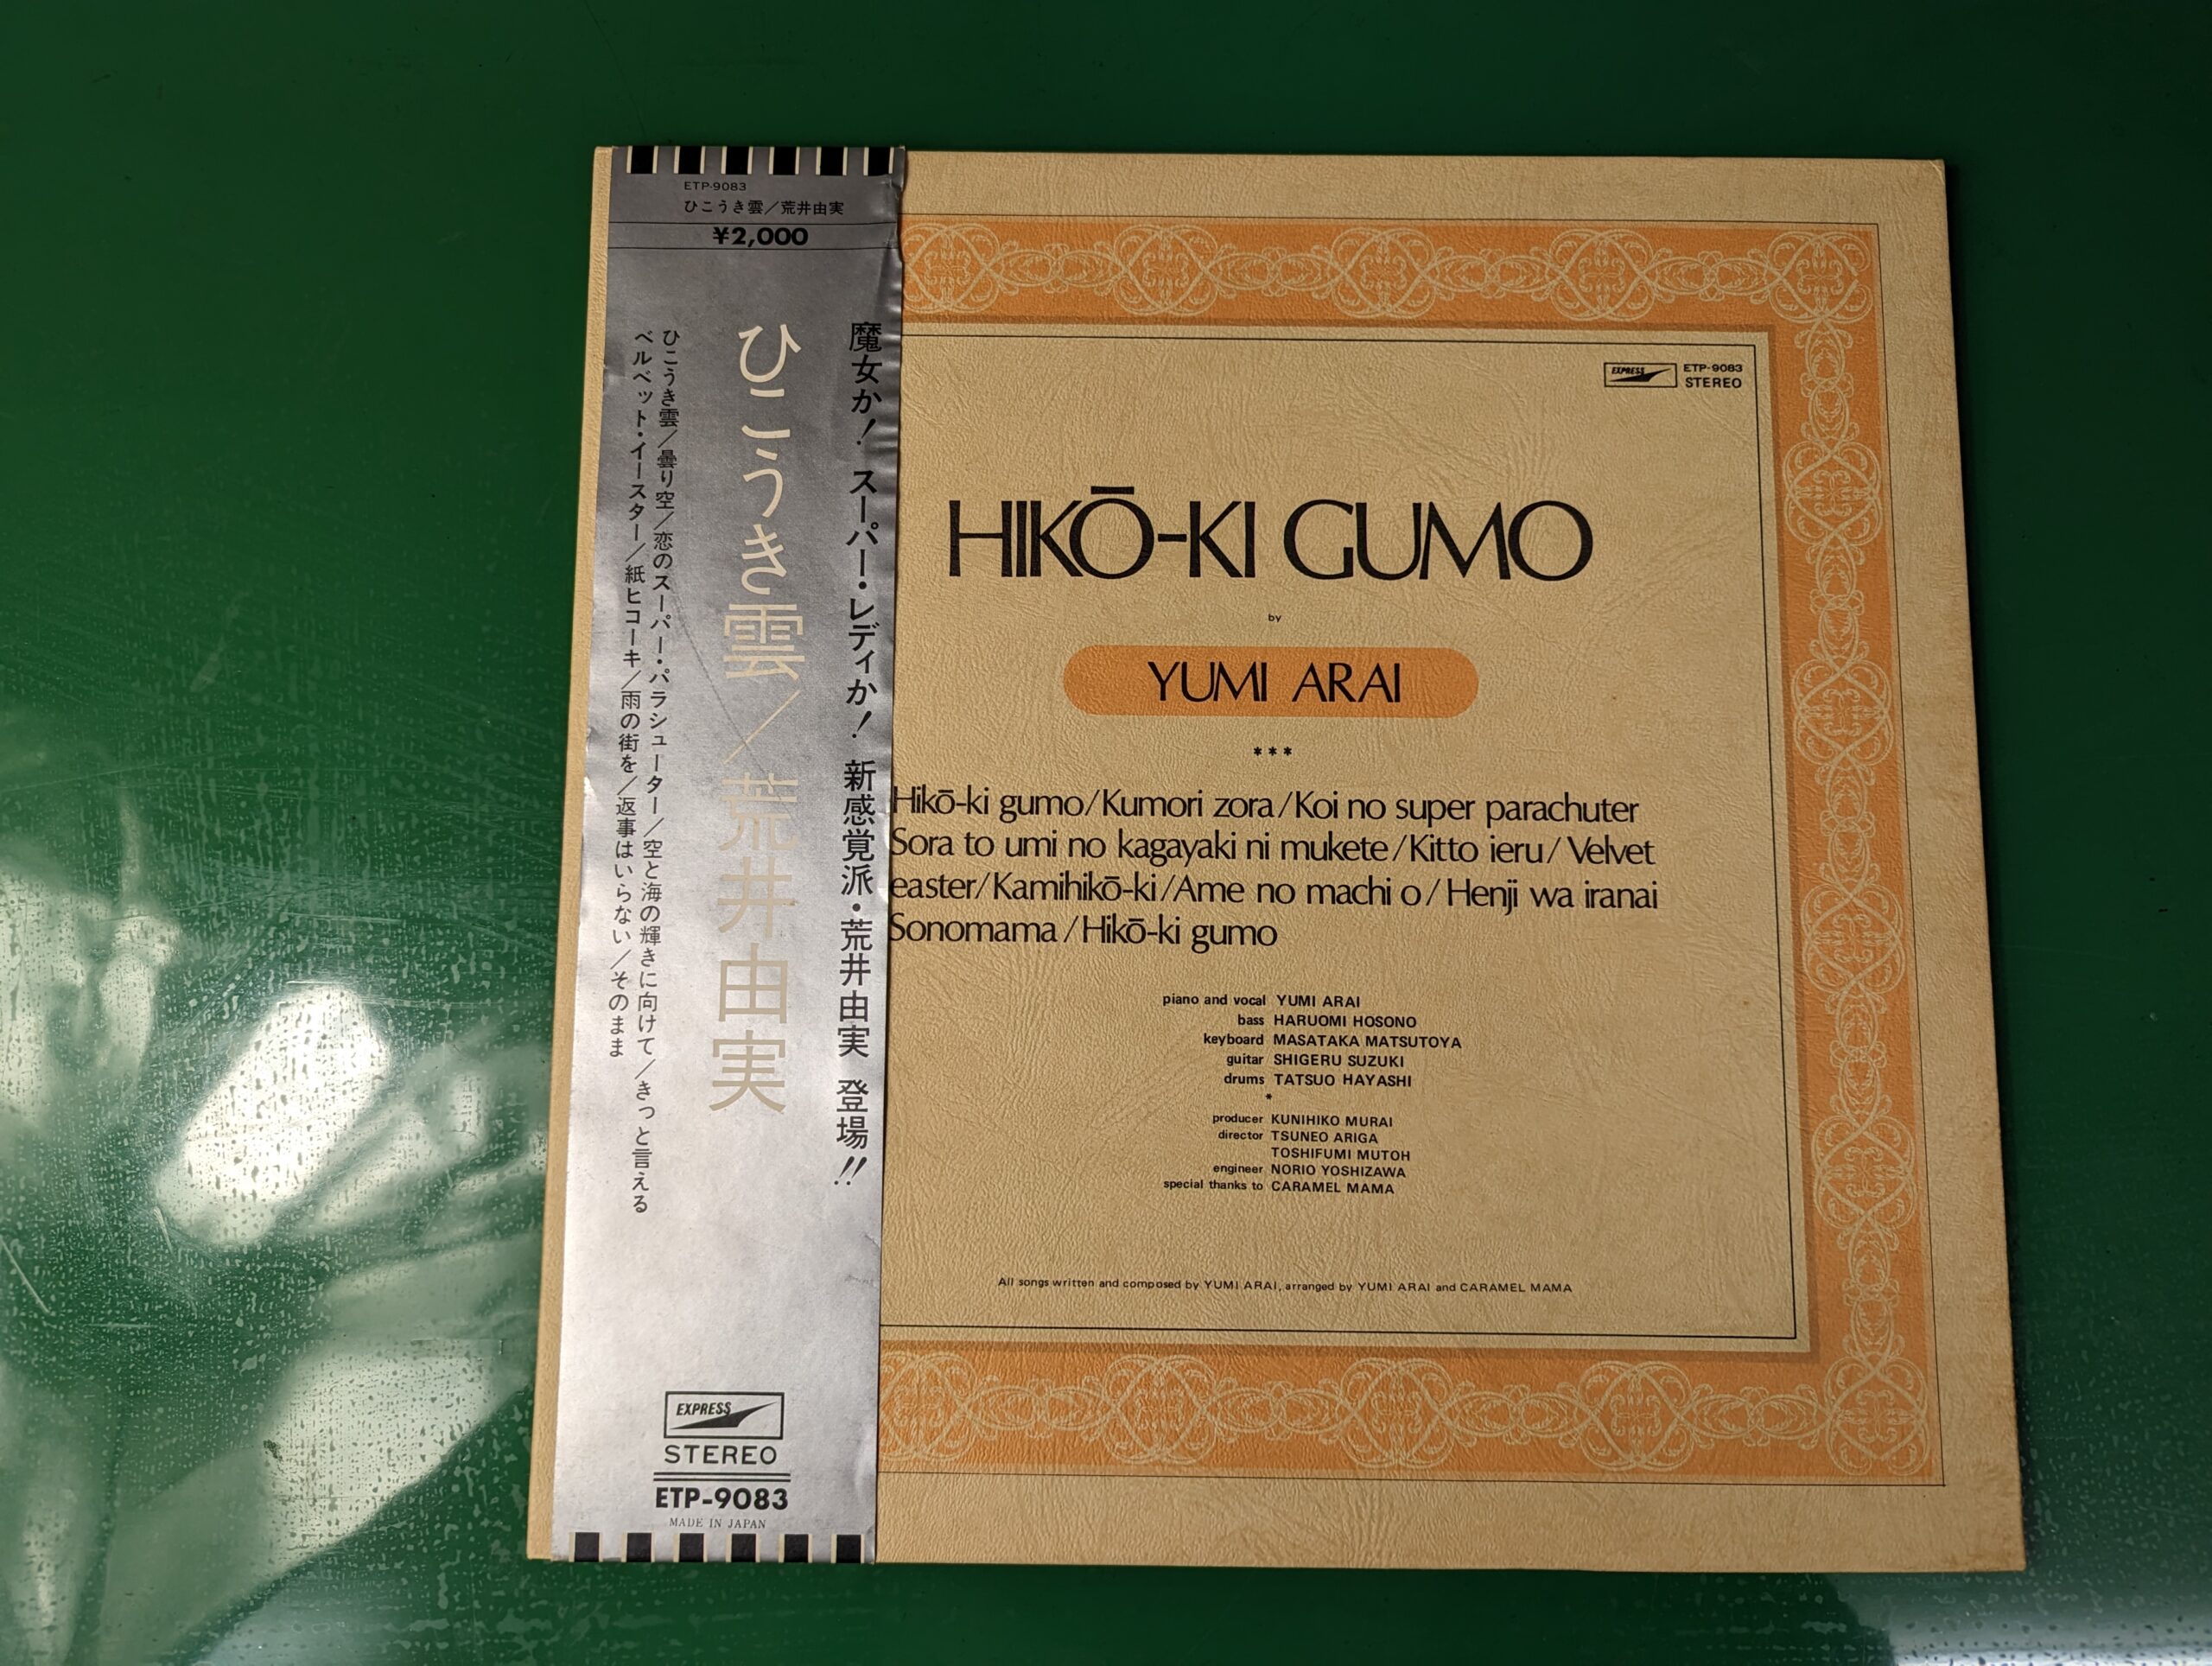 ETP-9083
ひこうき雲/荒井由実
¥2,000
魔女か! スーパー・レディか! 新感覚派・荒井由実 登場!!
ひこうき雲/荒井由実
ひこうき雲/曇り空/恋のスーパー・パラシューター/空と海の輝きに向けて/きっと言える
ベルベット・イースター/紙ヒコーキ/雨の街を/返事はいらない/そのまま
EXPRESS
STEREO
ETP-9083
MADE IN JAPAN
EXPRESS ETP-9083
STEREO
HIKŌ-KI GUMO
by
YUMI ARAI
***
Hikō-ki gumo/Kumori zora/Koi no super parachuter
Sora to umi no kagayaki ni mukete/Kitto ieru/Velvet
easter/Kamihikō-ki/Ame no machi o/Henji wa iranai
Sonomama/Hikō-ki gumo
piano and vocal YUMI ARAI
bass HARUOMI HOSONO
keyboard MASATAKA MATSUTOYA
guitar SHIGERU SUZUKI
drums TATSUO HAYASHI
*
producer KUNIHIKO MURAI
director TSUNEO ARIGA
TOSHIFUMI MUTOH
engineer NORIO YOSHIZAWA
special thanks to CARAMEL MAMA
All songs written and composed by YUMI ARAI, arranged by YUMI ARAI and CARAMEL MAMA